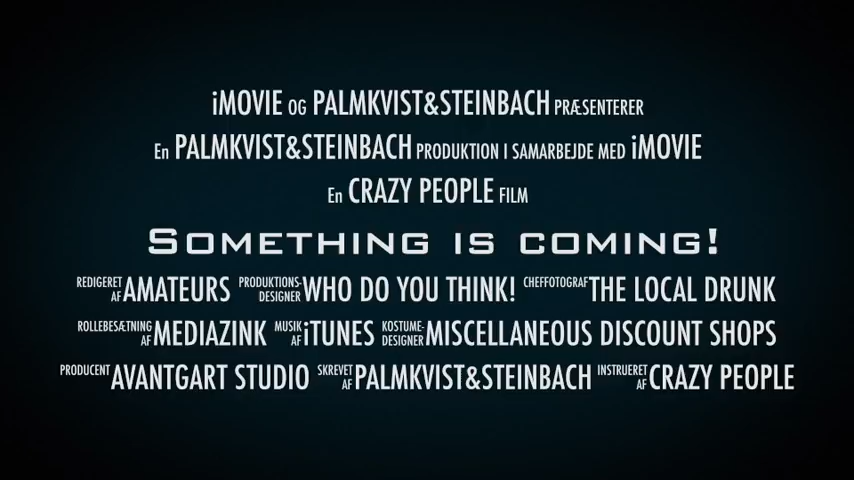 iMOVIE OG PALMKVIST&STEINBACH PRÆSENTERER
En PALMKVIST&STEINBACH PRODUKTION I SAMARBEJDE MED iMOVIE
En CRAZY PEOPLE FILM
SOMETHING IS COMING!
REDIGERET AF AMATEURS PRODUKTIONS-DESIGNER WHO DO YOU THINK! CHEFFOTOGRAF THE LOCAL DRUNK
ROLLEBESÆTNING AF MEDIAZINK MUSIK AF iTUNES KOSTUME-DESIGNER MISCELLANEOUS DISCOUNT SHOPS
PRODUCENT AVANTGART STUDIO SKREVET AF PALMKVIST&STEINBACH INSTRUERET AF CRAZY PEOPLE